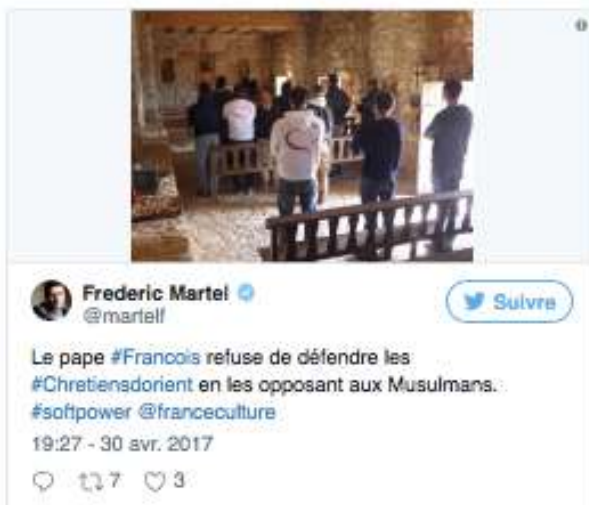 Frederic Martel
@martelf
Suivre
Le pape #Francois refuse de défendre les
#Chretiensdorient en les opposant aux Musulmans.
#softpower @franceculture
19:27 - 30 avr. 2017
7 3